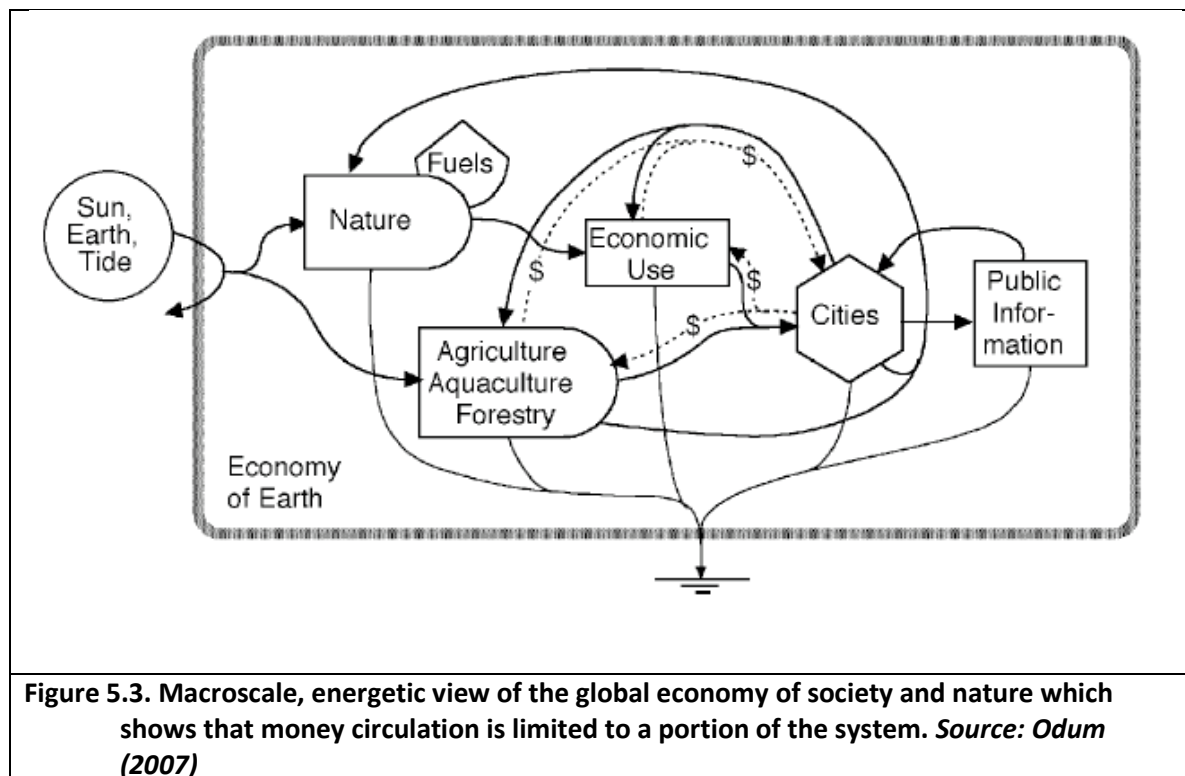 Fuels
Sun,
Earth,
Tide
Nature
$
$
Economic
Use
$
$
Cities
Public
Infor-
mation
Agriculture
Aquaculture
Forestry
Economy
of Earth
Figure 5.3. Macroscale, energetic view of the global economy of society and nature which
shows that money circulation is limited to a portion of the system. Source: Odum
(2007)